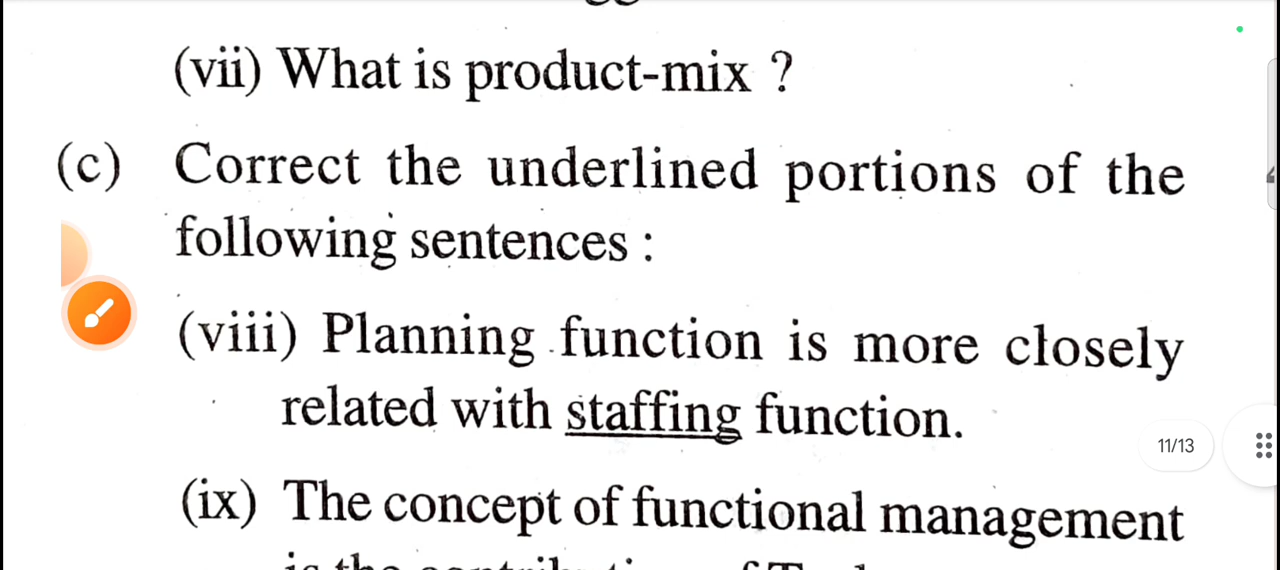 (vii) What is product-mix ?
(c) Correct the underlined portions of the
following sentences :
(viii) Planning function is more closely
related with staffing function.
11/13
(ix) The concept of functional management